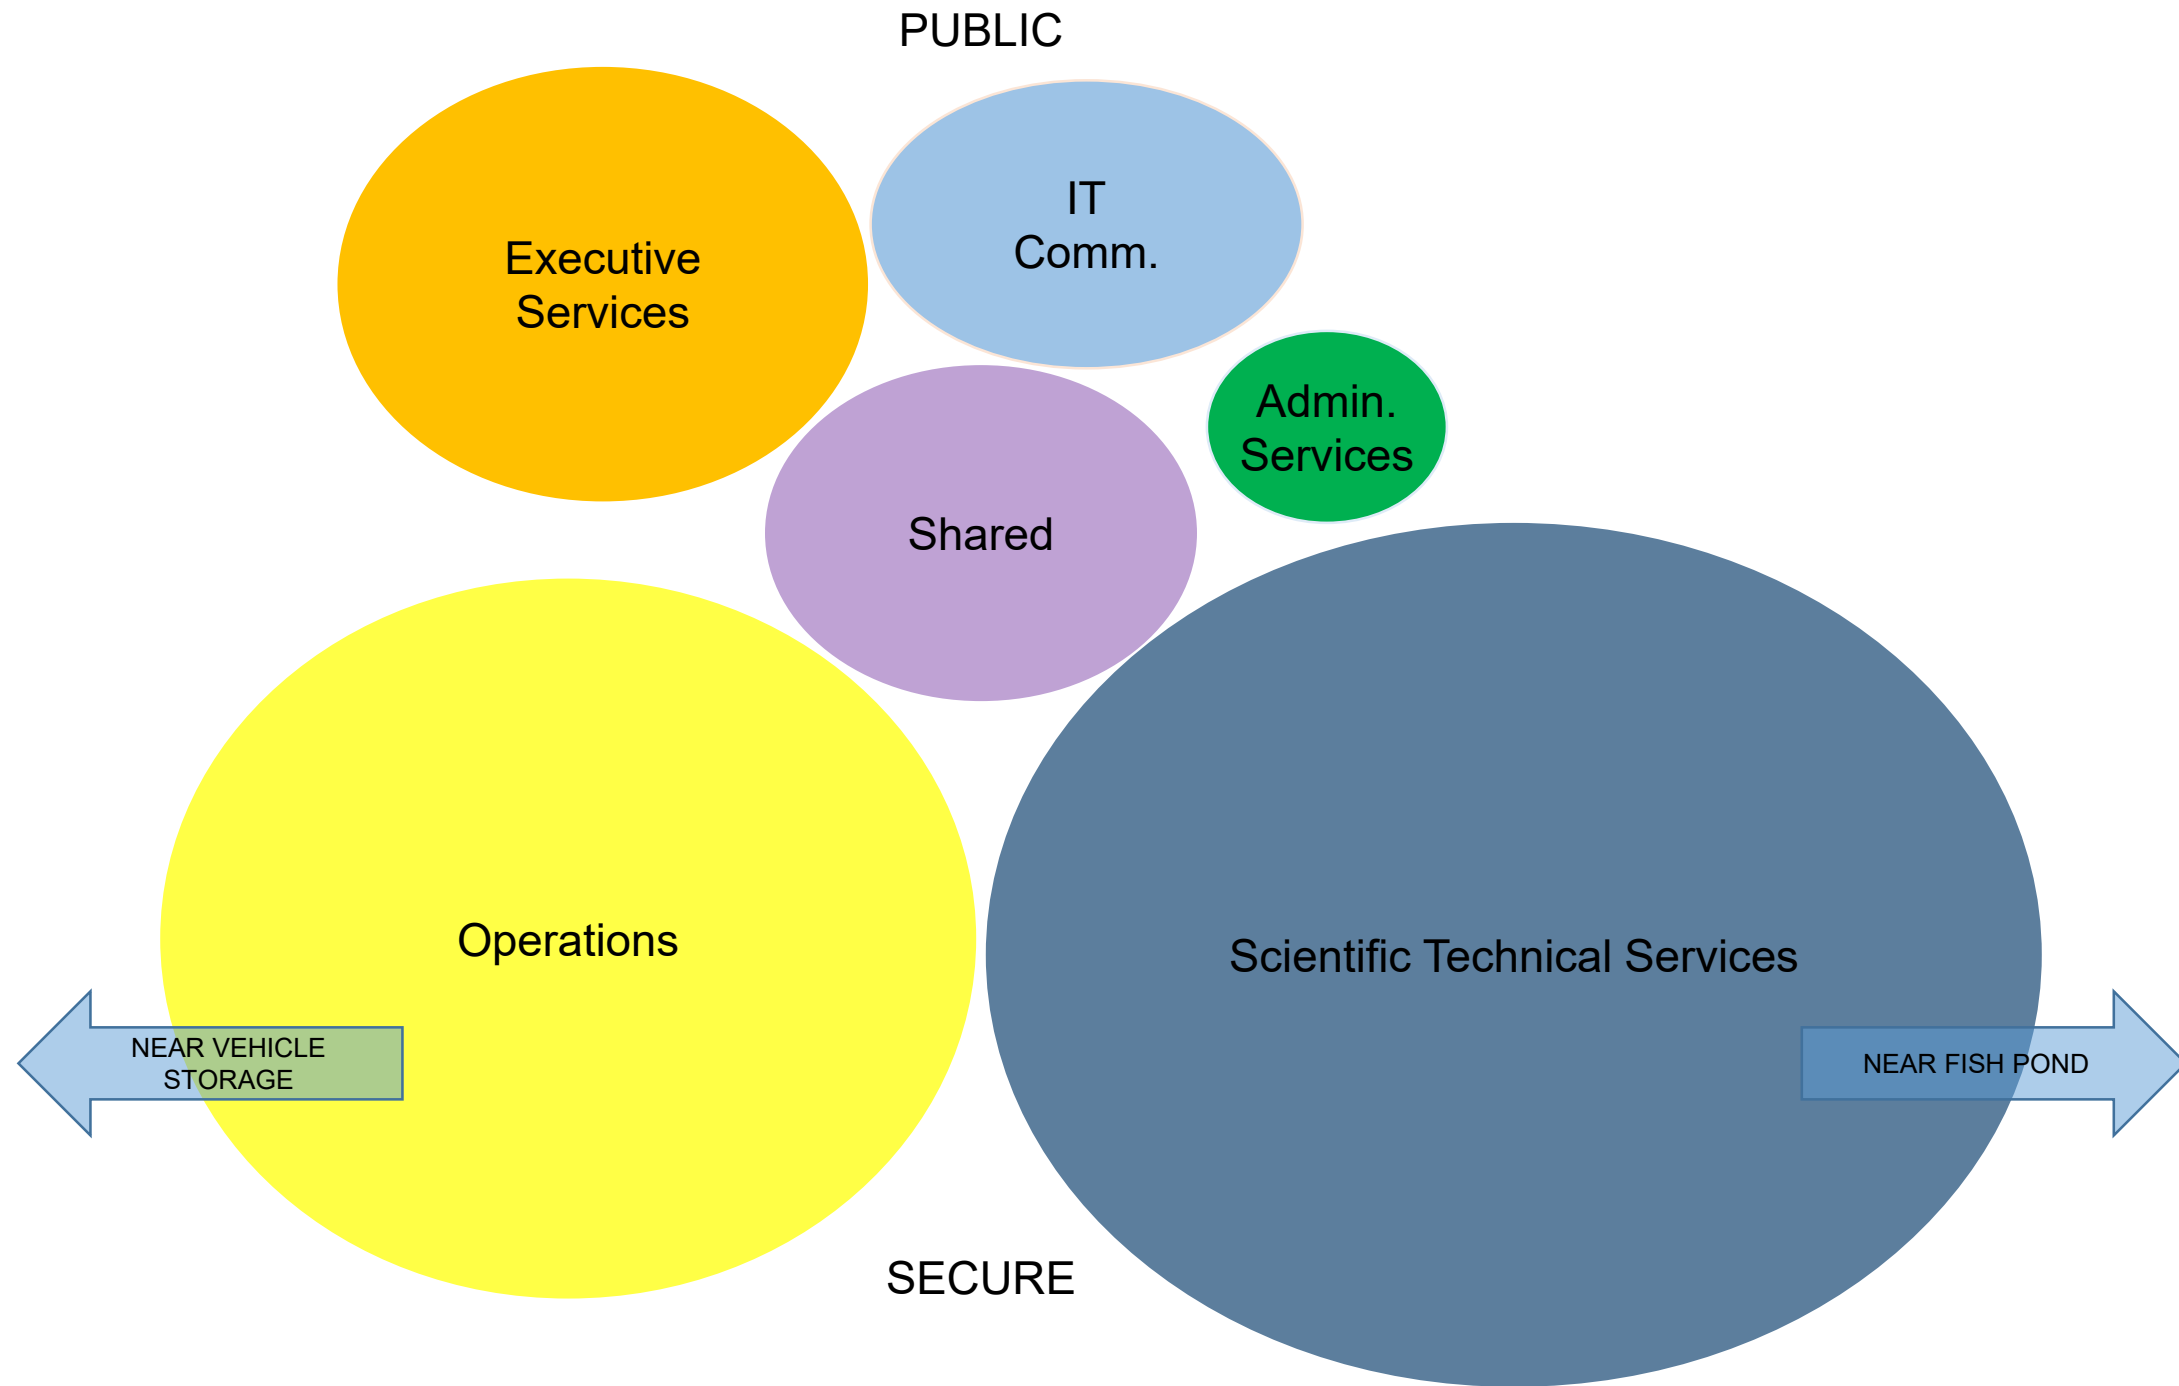 PUBLIC
Executive
Services
IT
Comm.
Admin.
Services
Shared
Operations
Scientific Technical Services
NEAR VEHICLE
STORAGE
NEAR FISH POND
SECURE